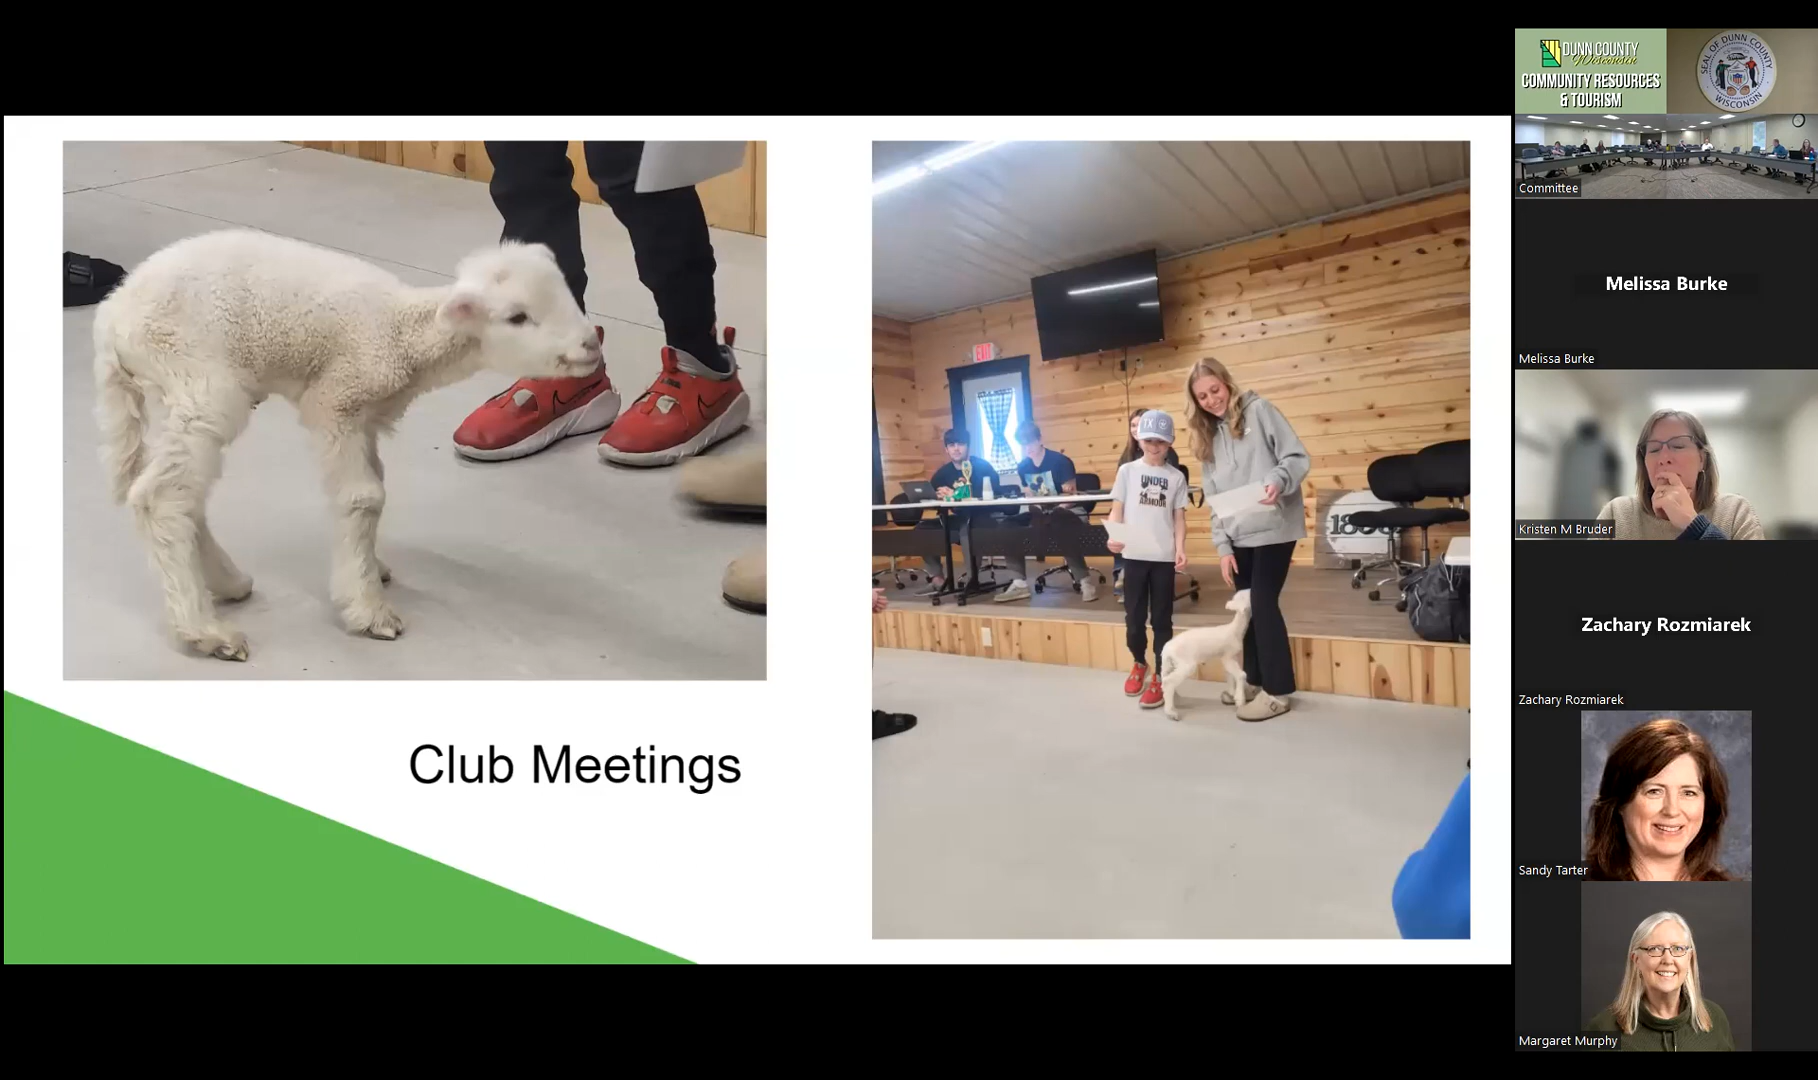 Club Meetings
EXIT
TX
UNDER
ARMOUR
DUNN COUNTY
Wisconsin
COMMUNITY RESOURCES
& TOURISM
SEAL OF DUNN COUNTY
WISCONSIN
Committee
Melissa Burke
Melissa Burke
Kristen M Bruder
Zachary Rozmiarek
Zachary Rozmiarek
Sandy Tarter
Margaret Murphy